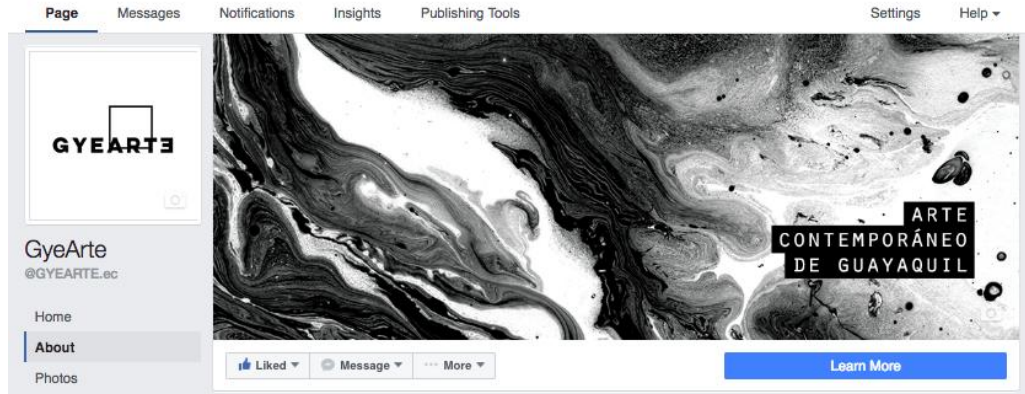 Page Messages Notifications Insights Publishing Tools Settings Help
GYEARTE
ARTE
CONTEMPORÁNEO
DE GUAYAQUIL
GyeArte
@GYEARTE.ec
Home
About
Photos
Liked Message ··· More Learn More